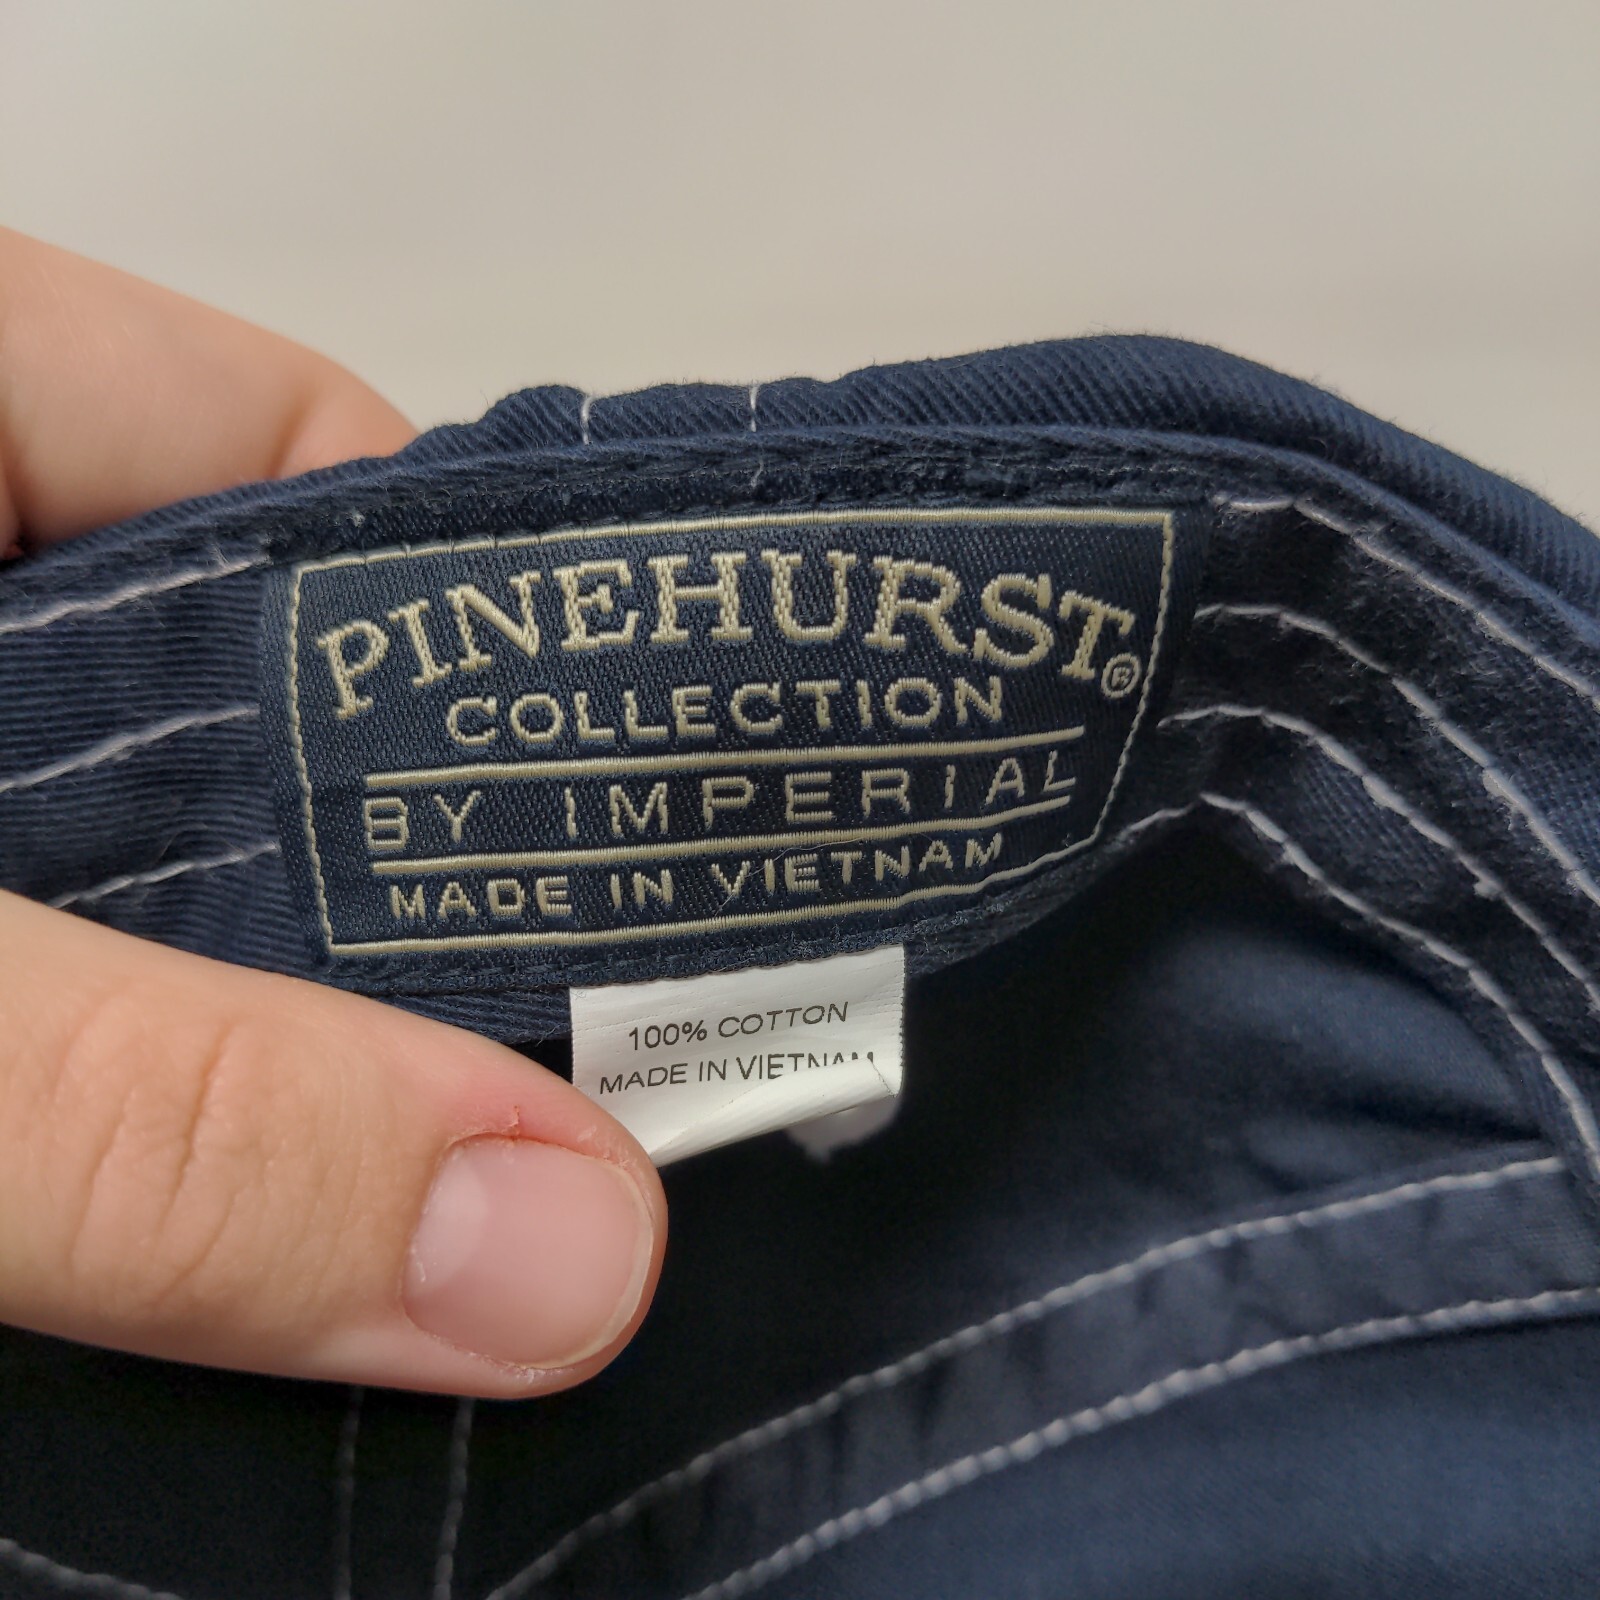 PINEHURST®
COLLECTION
BY IMPERIAL
MADE IN VIETNAM
100% COTTON
MADE IN VIETNAM